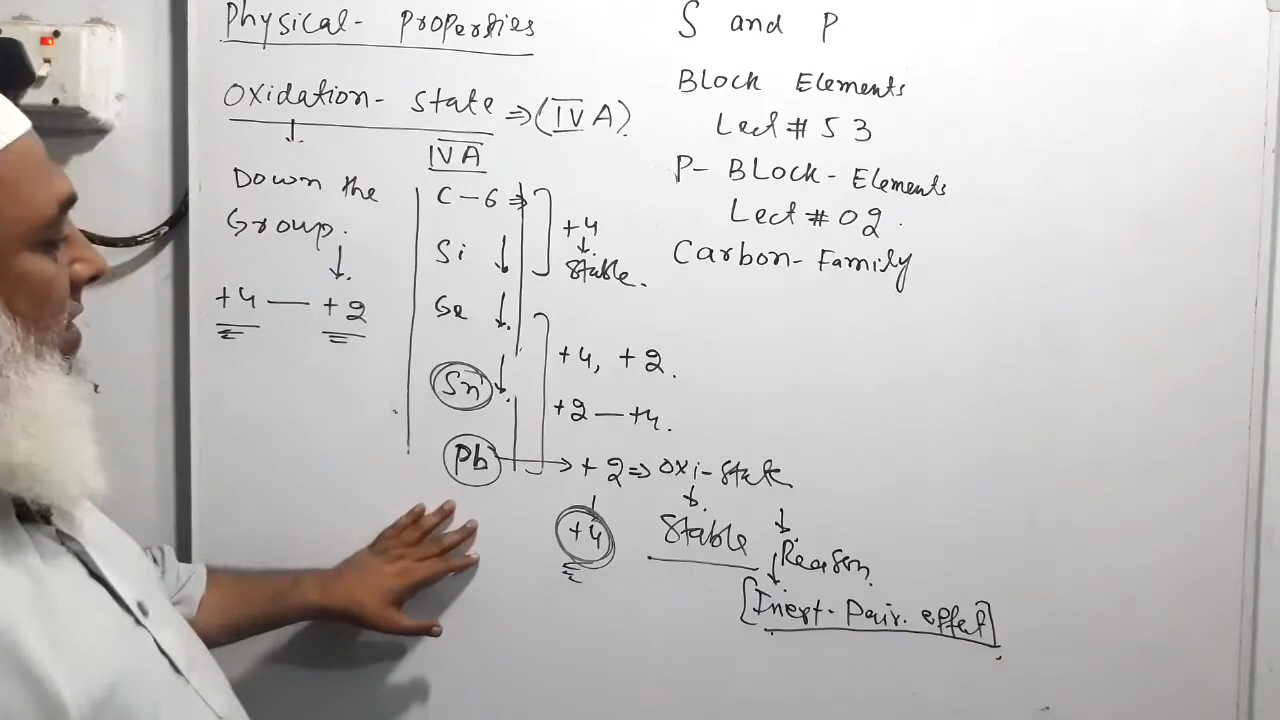 Physical- Properties
Oxidation- State ⇒ (IV A)
Down the
Group.
+4 — +2
IVA
C-6 ⇒
Si
Ge
Sn
Pb → +2 ⇒ Oxi-State
+4
Stable.
+4, +2.
+2 — +4.
+4
Stable
Reason
[Inert-Pair. effect]
S and P
Block Elements
Lect # 53
P- Block- Elements
Lect # 02.
Carbon- Family